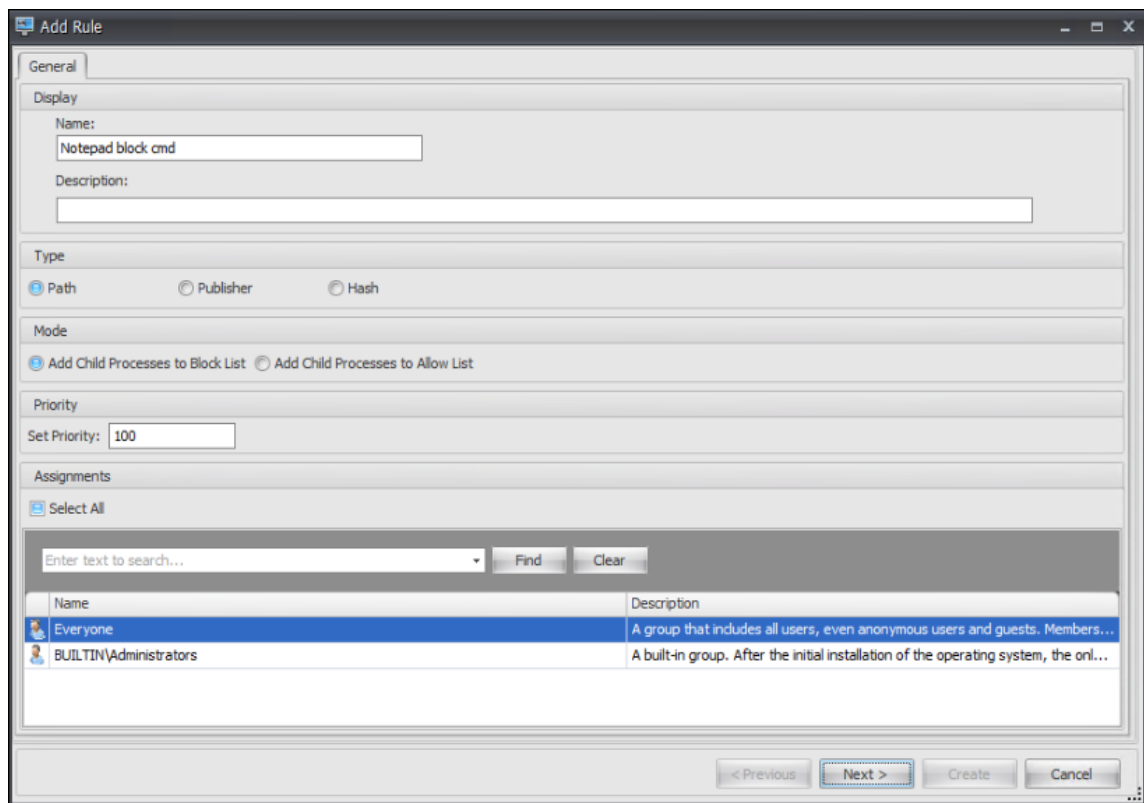 Add Rule
General
Display
Name:
Notepad block cmd
Description:
Type
Path Publisher Hash
Mode
Add Child Processes to Block List Add Child Processes to Allow List
Priority
Set Priority: 100
Assignments
Select All
Enter text to search... Find Clear
Name Description
Everyone A group that includes all users, even anonymous users and guests. Members...
BUILTIN\Administrators A built-in group. After the initial installation of the operating system, the onl...
< Previous Next > Create Cancel